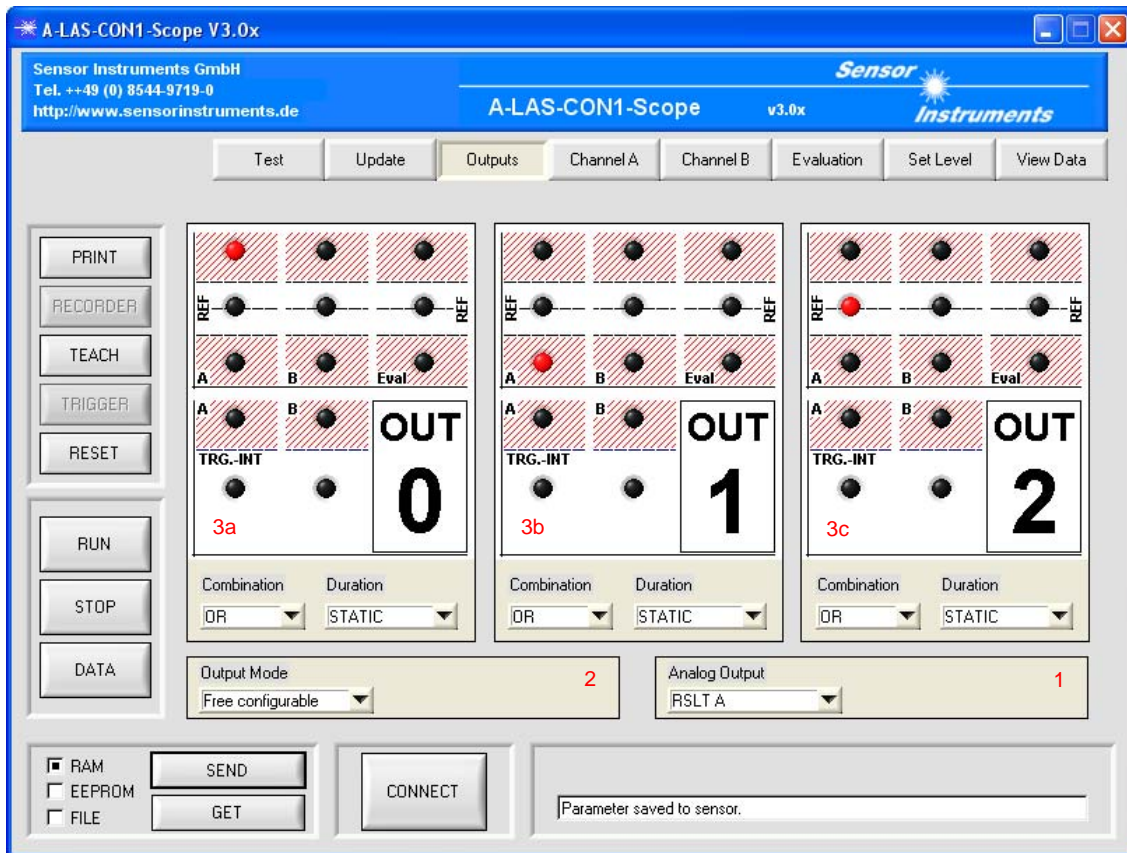 A-LAS-CON1-Scope V3.0x
Sensor Instruments GmbH
Tel. ++49 (0) 8544-9719-0
http://www.sensorinstruments.de
A-LAS-CON1-Scope v3.0x
Sensor
Instruments
Test Update Outputs Channel A Channel B Evaluation Set Level View Data
PRINT
RECORDER
TEACH
TRIGGER
RESET
RUN
STOP
DATA
REF REF
A B Eval
A B
TRG.-INT
OUT
0
3a
Combination Duration
OR STATIC
REF REF
A B Eval
A B
TRG.-INT
OUT
1
3b
Combination Duration
OR STATIC
REF REF
A B Eval
A B
TRG.-INT
OUT
2
3c
Combination Duration
OR STATIC
Output Mode 2
Free configurable
Analog Output 1
RSLT A
RAM
EEPROM
FILE
SEND
GET
CONNECT
Parameter saved to sensor.